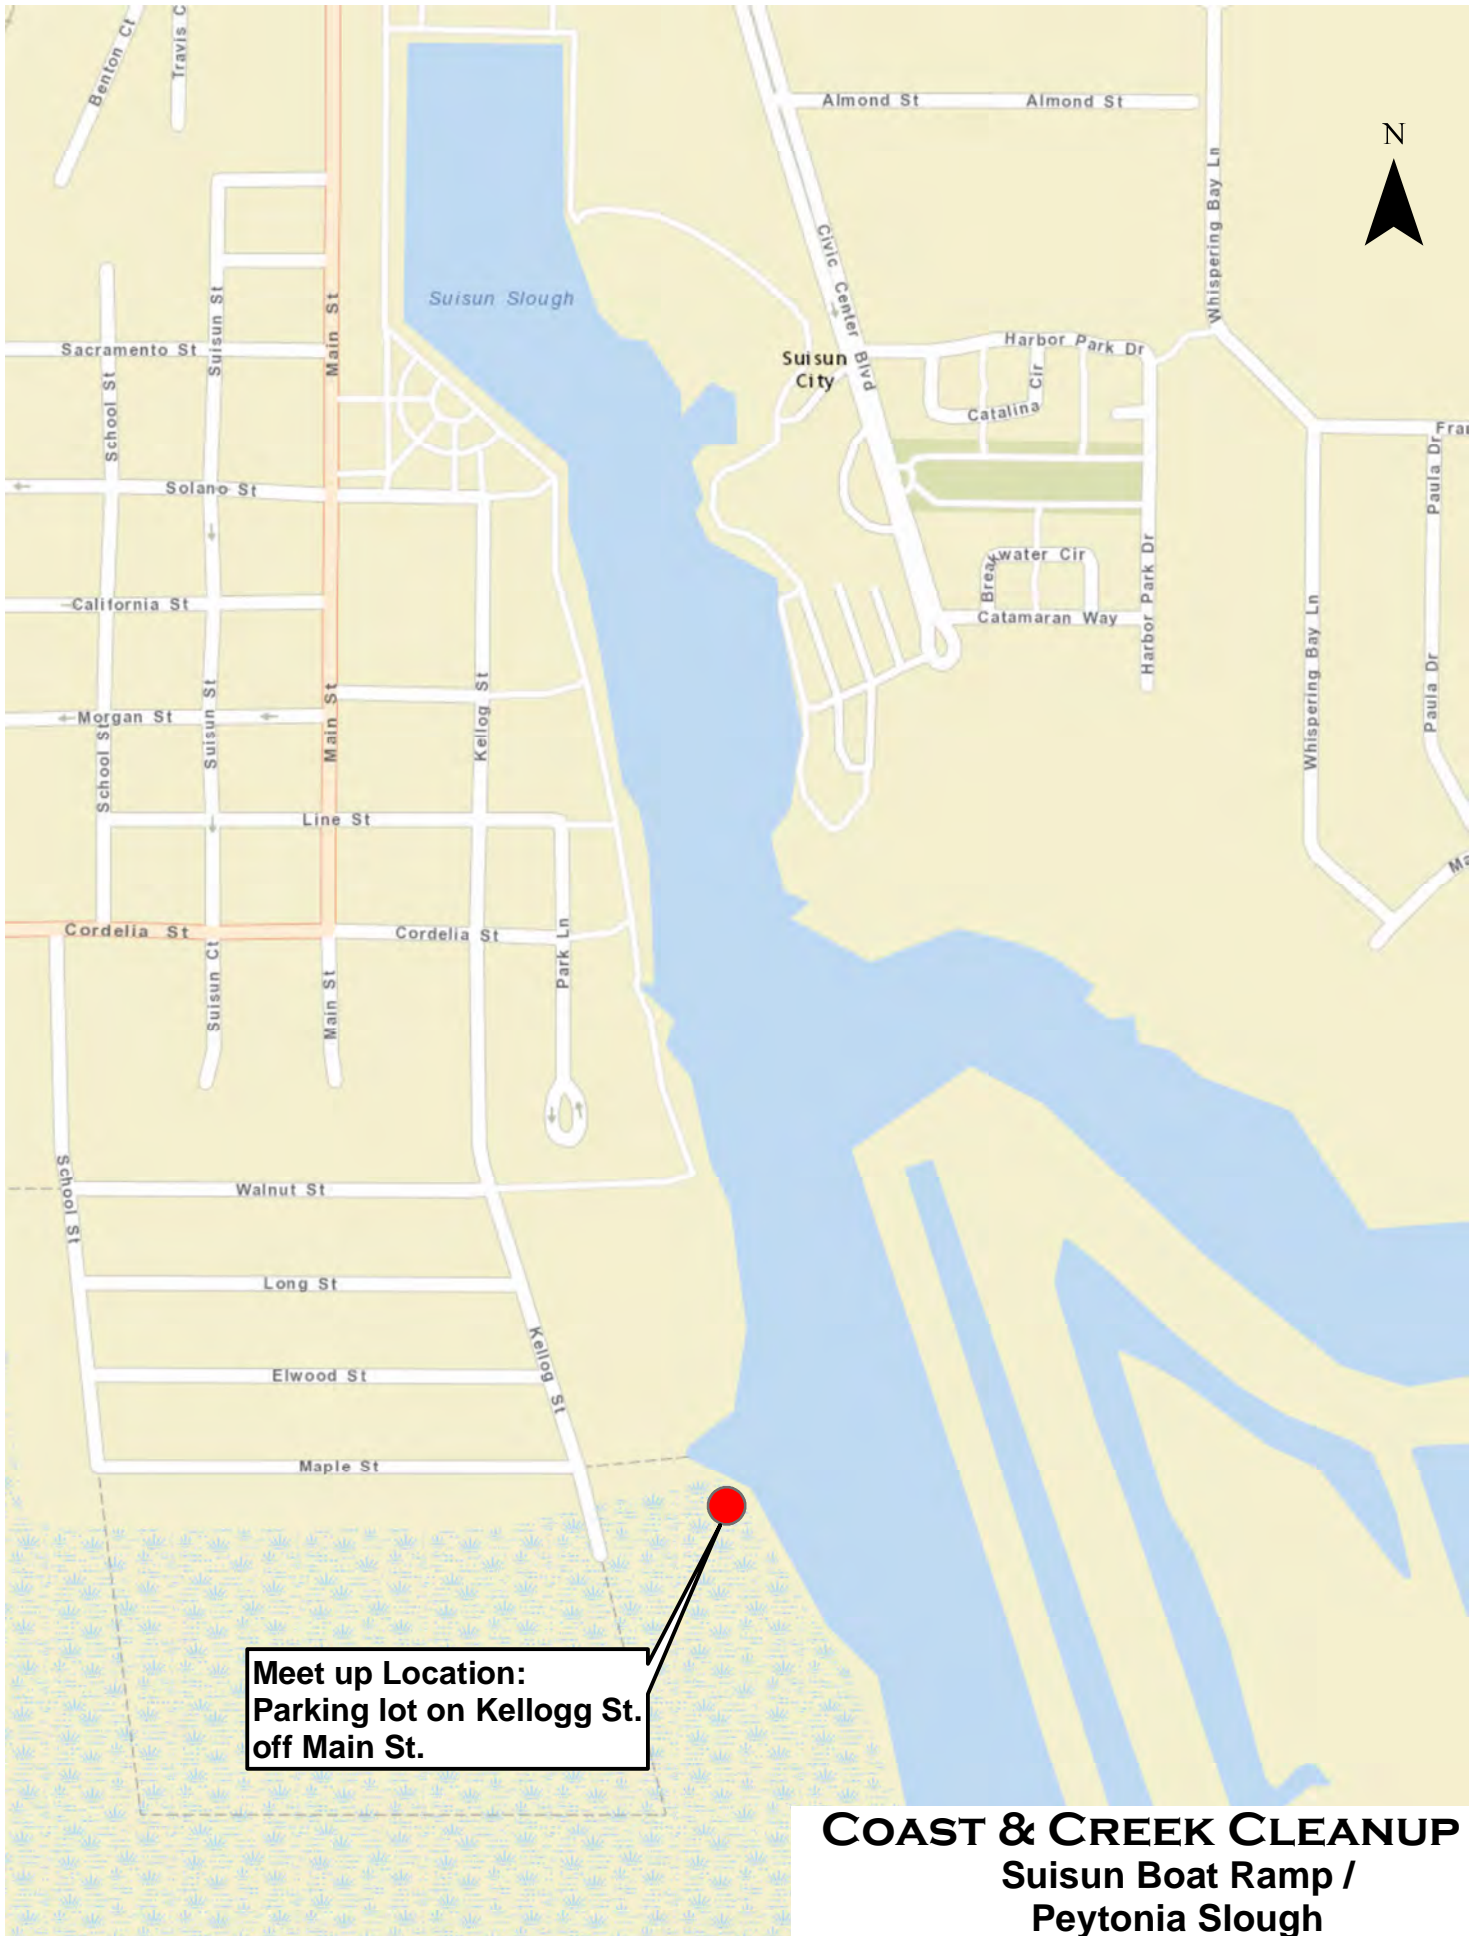 Benton Ct
Travis C
Almond St
Almond St
N
Whispering Bay Ln
Civic Center Blvd
Suisun Slough
Suisun St
Main St
Sacramento St
School St
Suisun
City
Harbor Park Dr
Cir
Catalina
Fran
Paula Dr
Solano St
Breakwater Cir
California St
Catamaran Way
Harbor Park Dr
Whispering Bay Ln
Paula Dr
Kellog St
Suisun St
Main St
Morgan St
School St
Line St
Ma
Cordelia St
Cordelia St
Park Ln
Suisun Ct
Main St
School St
Walnut St
Long St
Kellog St
Elwood St
Maple St
Meet up Location:
Parking lot on Kellogg St.
off Main St.
COAST & CREEK CLEANUP
Suisun Boat Ramp /
Peytonia Slough